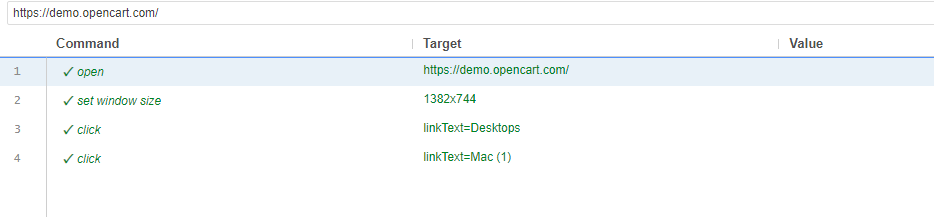 https://demo.opencart.com/
Command Target Value
1 ✓ open https://demo.opencart.com/
2 ✓ set window size 1382x744
3 ✓ click linkText=Desktops
4 ✓ click linkText=Mac (1)